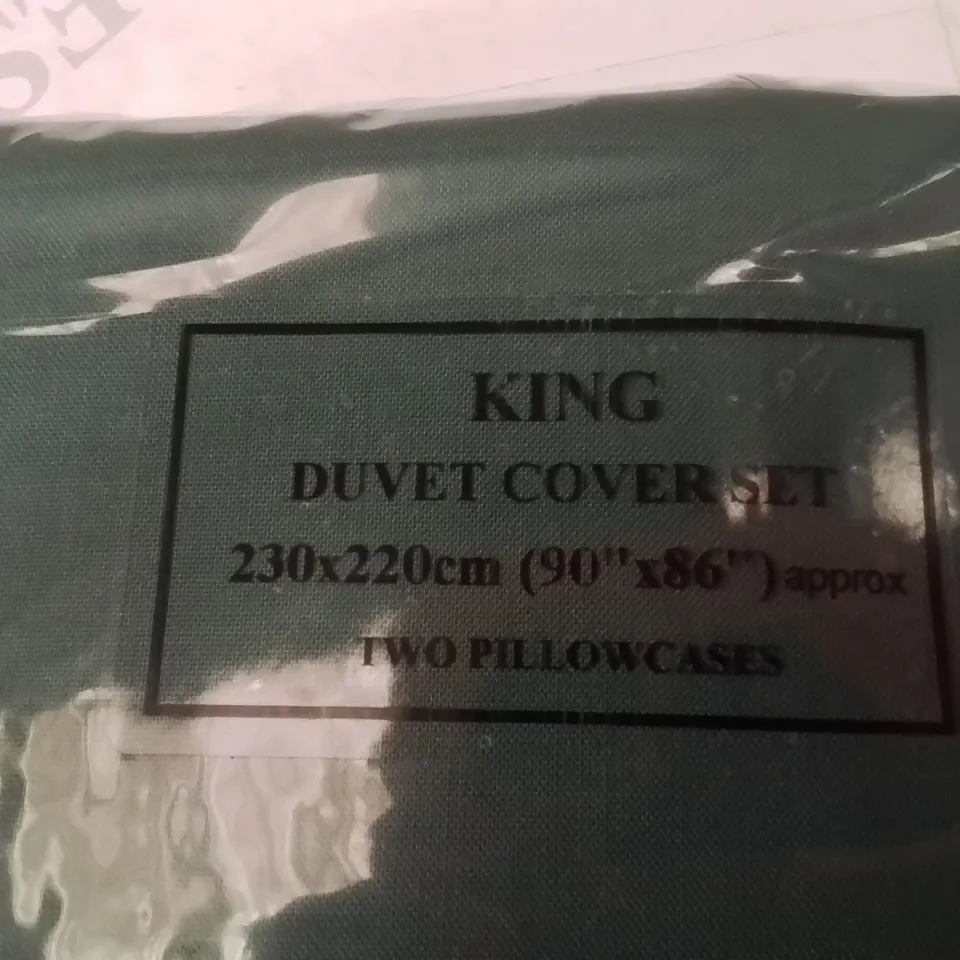 KING
DUVET COVER SET
230x220cm (90"x86") approx
TWO PILLOWCASES